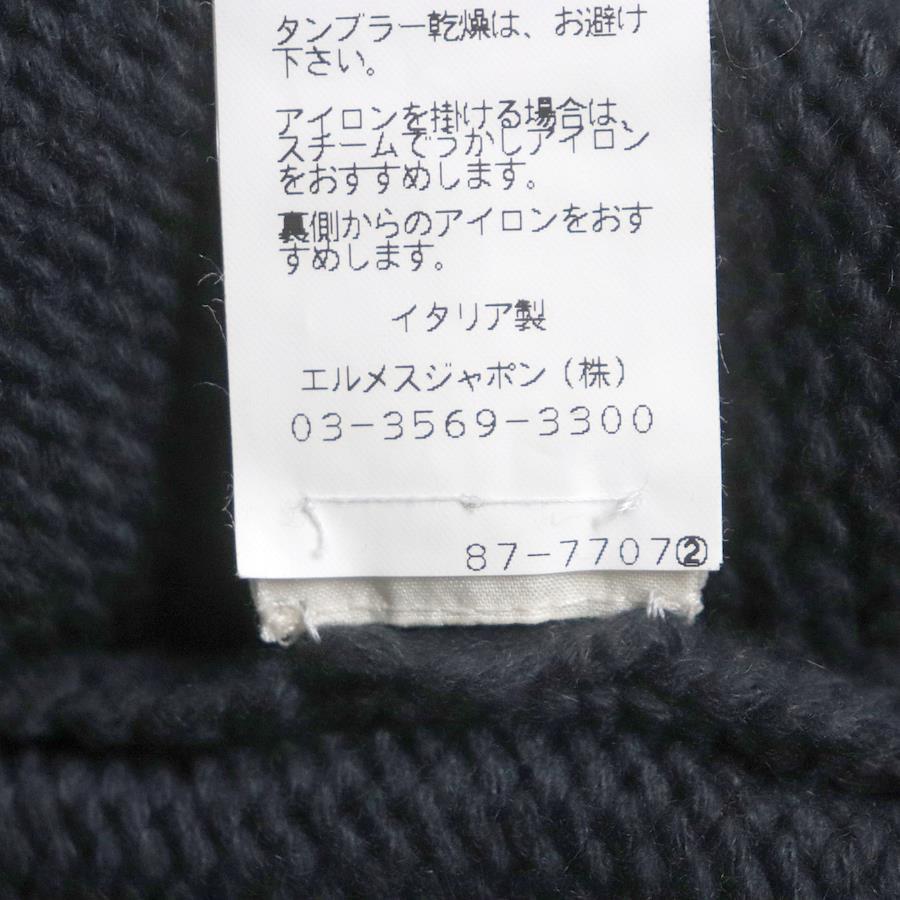 タンブラー乾燥は、お避け
下さい。
アイロンを掛ける場合は、
スチームでうかしアイロン
をおすすめします。
裏側からのアイロンをおす
すめします。
イタリア製
エルメスジャポン（株）
03-3569-3300
87-7707②